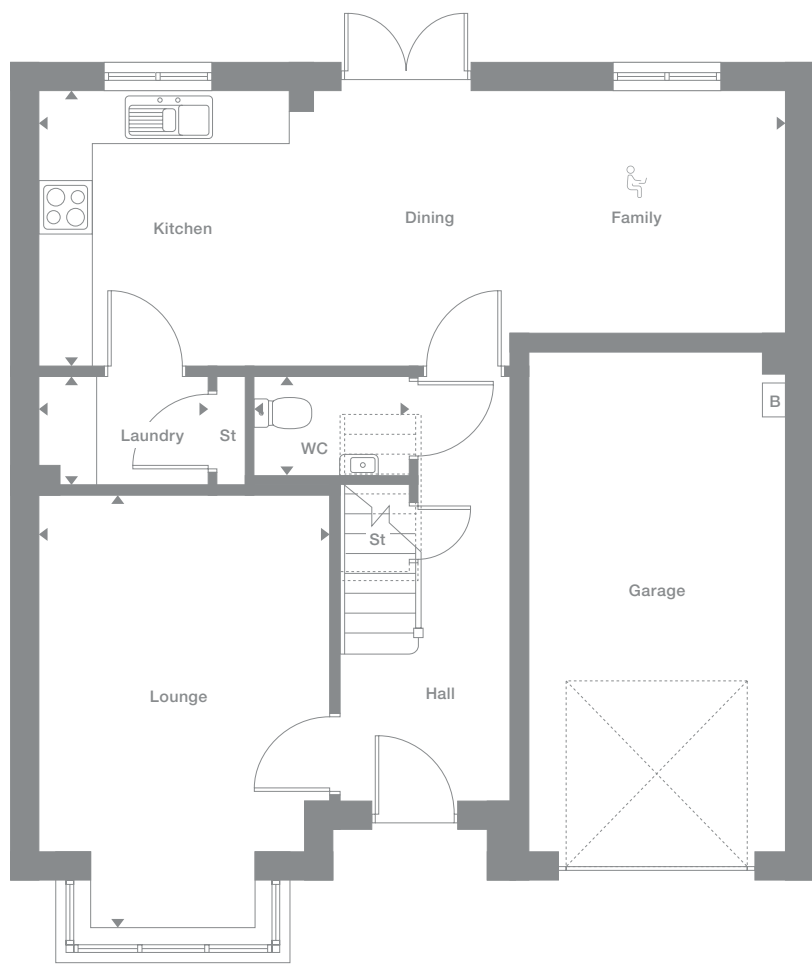 Kitchen
Dining
Family
Laundry
St
WC
B
St
Garage
Lounge
Hall